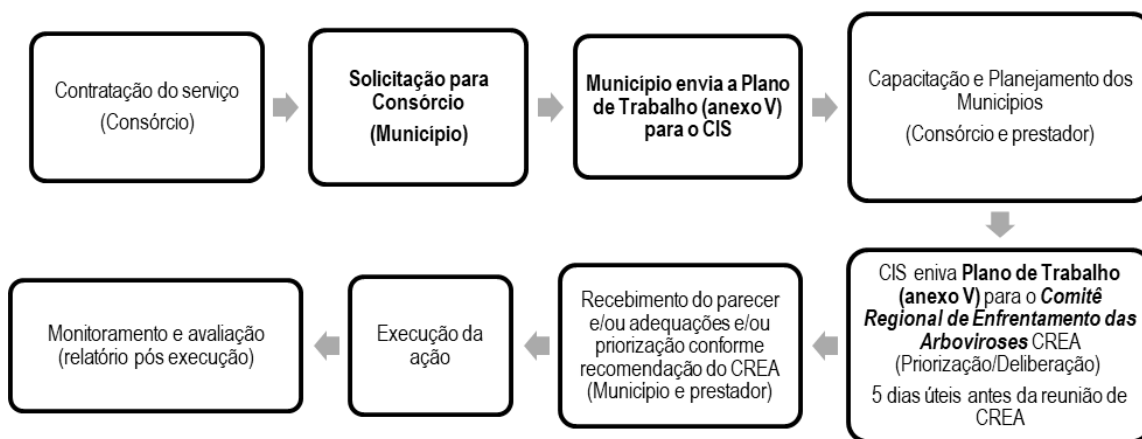 Contratação do serviço
(Consórcio)
Solicitação para
Consórcio
(Município)
Município envia a Plano
de Trabalho (anexo V)
para o CIS
Capacitação e Planejamento dos
Municípios
(Consórcio e prestador)
CIS eniva Plano de Trabalho
(anexo V) para o Comitê
Regional de Enfrentamento das
Arboviroses CREA
(Priorização/Deliberação)
5 dias úteis antes da reunião de
CREA
Recebimento do parecer
e/ou adequações e/ou
priorização conforme
recomendação do CREA
(Município e prestador)
Execução da
ação
Monitoramento e avaliação
(relatório pós execução)